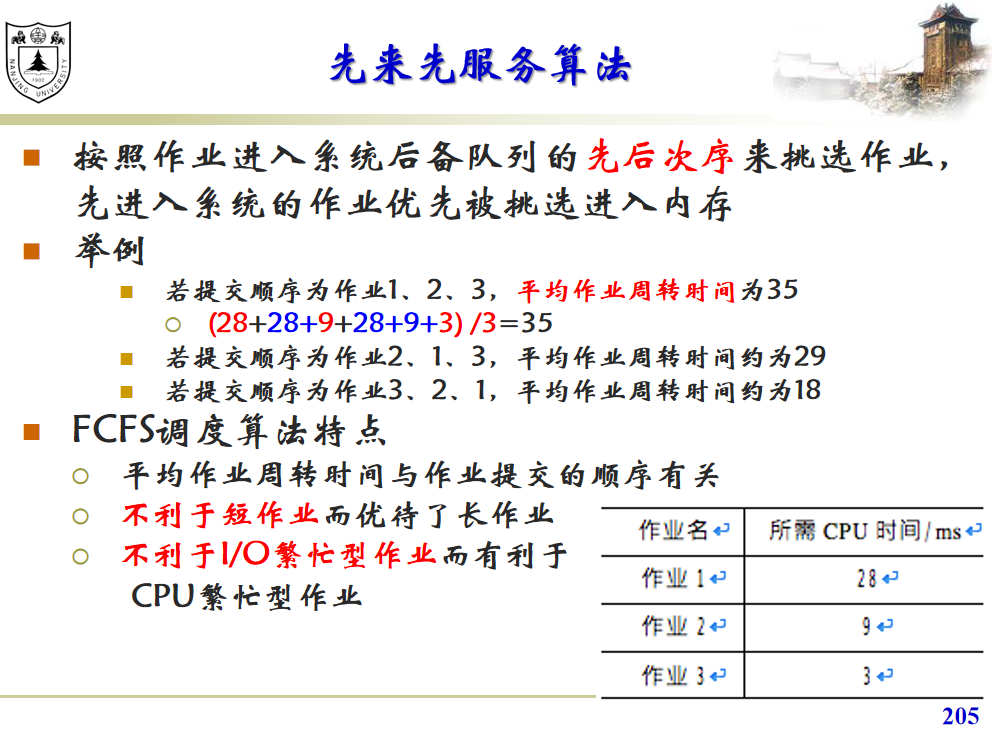 NANJING UNIVERSITY
1902
先来先服务算法
按照作业进入系统后备队列的先后次序来挑选作业，
先进入系统的作业优先被挑选进入内存
举例
若提交顺序为作业1、2、3，平均作业周转时间为35
(28+28+9+28+9+3) /3=35
若提交顺序为作业2、1、3，平均作业周转时间约为29
若提交顺序为作业3、2、1，平均作业周转时间约为18
FCFS调度算法特点
平均作业周转时间与作业提交的顺序有关
不利于短作业而优待了长作业
不利于I/O繁忙型作业而有利于
CPU繁忙型作业
作业名↵ 所需 CPU 时间/ms↵
作业 1↵ 28↵
作业 2↵ 9↵
作业 3↵ 3↵
205